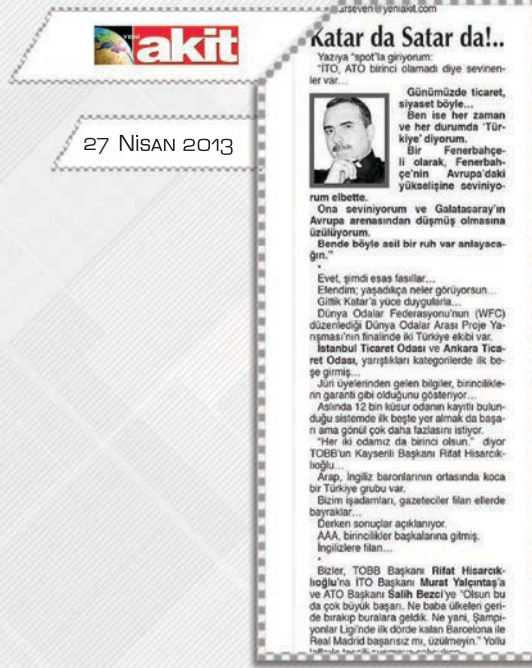 YENİ
akit
27 NİSAN 2013
arseven@yeniakit.com
Katar da Satar da!..
Yazıya "spot"la giriyorum:
"İTO, ATO birinci olamadı diye sevinen-
ler var...
Günümüzde ticaret,
siyaset böyle...
Ben ise her zaman
ve her durumda 'Tür-
kiye' diyorum.
Bir Fenerbahçe-
li olarak, Fenerbah-
çe'nin Avrupa'daki
yükselişine seviniyo-
rum elbette.
Ona seviniyorum ve Galatasaray'ın
Avrupa arenasından düşmüş olmasına
üzülüyorum.
Bende böyle asil bir ruh var anlayaca-
ğın."
*
Evet, şimdi esas fasıllar...
Efendim; yaşadıkça neler görüyorsun...
Gittik Katar'a yüce duygularla...
Dünya Odalar Federasyonu'nun (WFC)
düzenlediği Dünya Odalar Arası Proje Ya-
rışması'nın finalinde iki Türkiye ekibi var.
İstanbul Ticaret Odası ve Ankara Tica-
ret Odası, yarıştıkları kategorilerde ilk be-
şe girmiş...
Jüri üyelerinden gelen bilgiler, birincilikle-
rin garanti gibi olduğunu gösteriyor...
Aslında 12 bin küsur odanın kayıtlı bulun-
duğu sistemde ilk beşte yer almak da başa-
rı ama gönül çok daha fazlasını istiyor.
"Her iki odamız da birinci olsun." diyor
TOBB'un Kayserili Başkanı Rifat Hisarcık-
lıoğlu...
Arap, İngiliz baronlarının ortasında koca
bir Türkiye grubu var.
Bizim işadamları, gazeteciler filan ellerde
bayraklar...
Derken sonuçlar açıklanıyor.
AAA, birincilikler başkalarına gitmiş.
İngilizlere filan...
*
Bizler, TOBB Başkanı Rifat Hisarcık-
lıoğlu'na İTO Başkanı Murat Yalçıntaş'a
ve ATO Başkanı Salih Bezci'ye "Olsun bu
da çok büyük başarı. Ne baba ülkeleri geri-
de bırakıp buralara geldik. Ne yani, Şampi-
yonlar Ligi'nde ilk dörde kalan Barcelona ile
Real Madrid başarısız mı, üzülmeyin." Yollu